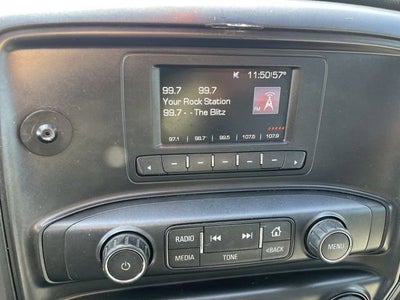 11:50 57°
99.7 99.7
Your Rock Station
99.7 - - The Blitz
97.1 98.7 99.5 107.5 107.9
RADIO
MEDIA
TONE
<BACK
MENU